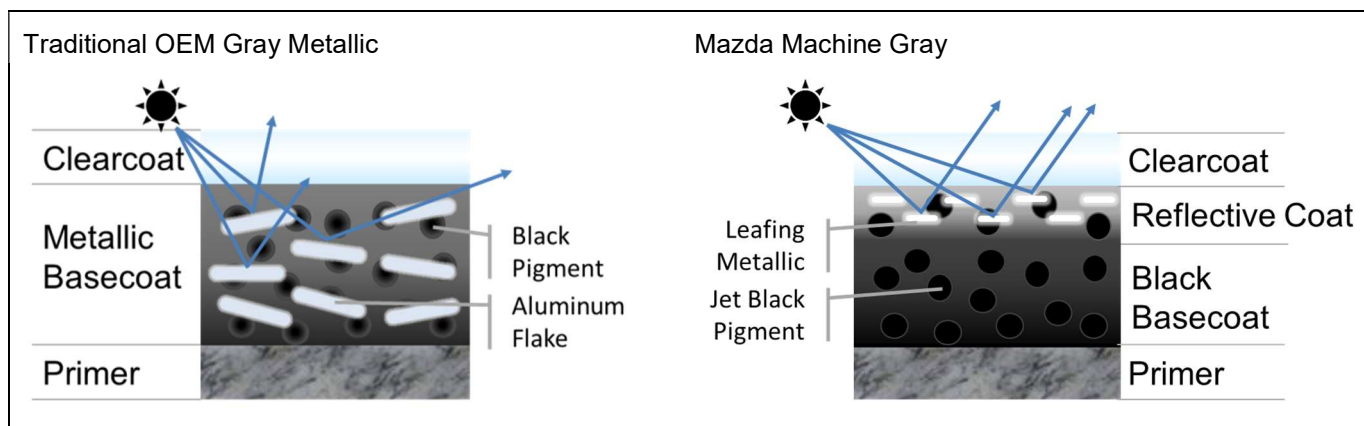 Traditional OEM Gray Metallic
Clearcoat
Metallic
Basecoat
Primer
Black
Pigment
Aluminum
Flake
Mazda Machine Gray
Leafing
Metallic
Jet Black
Pigment
Clearcoat
Reflective Coat
Black
Basecoat
Primer